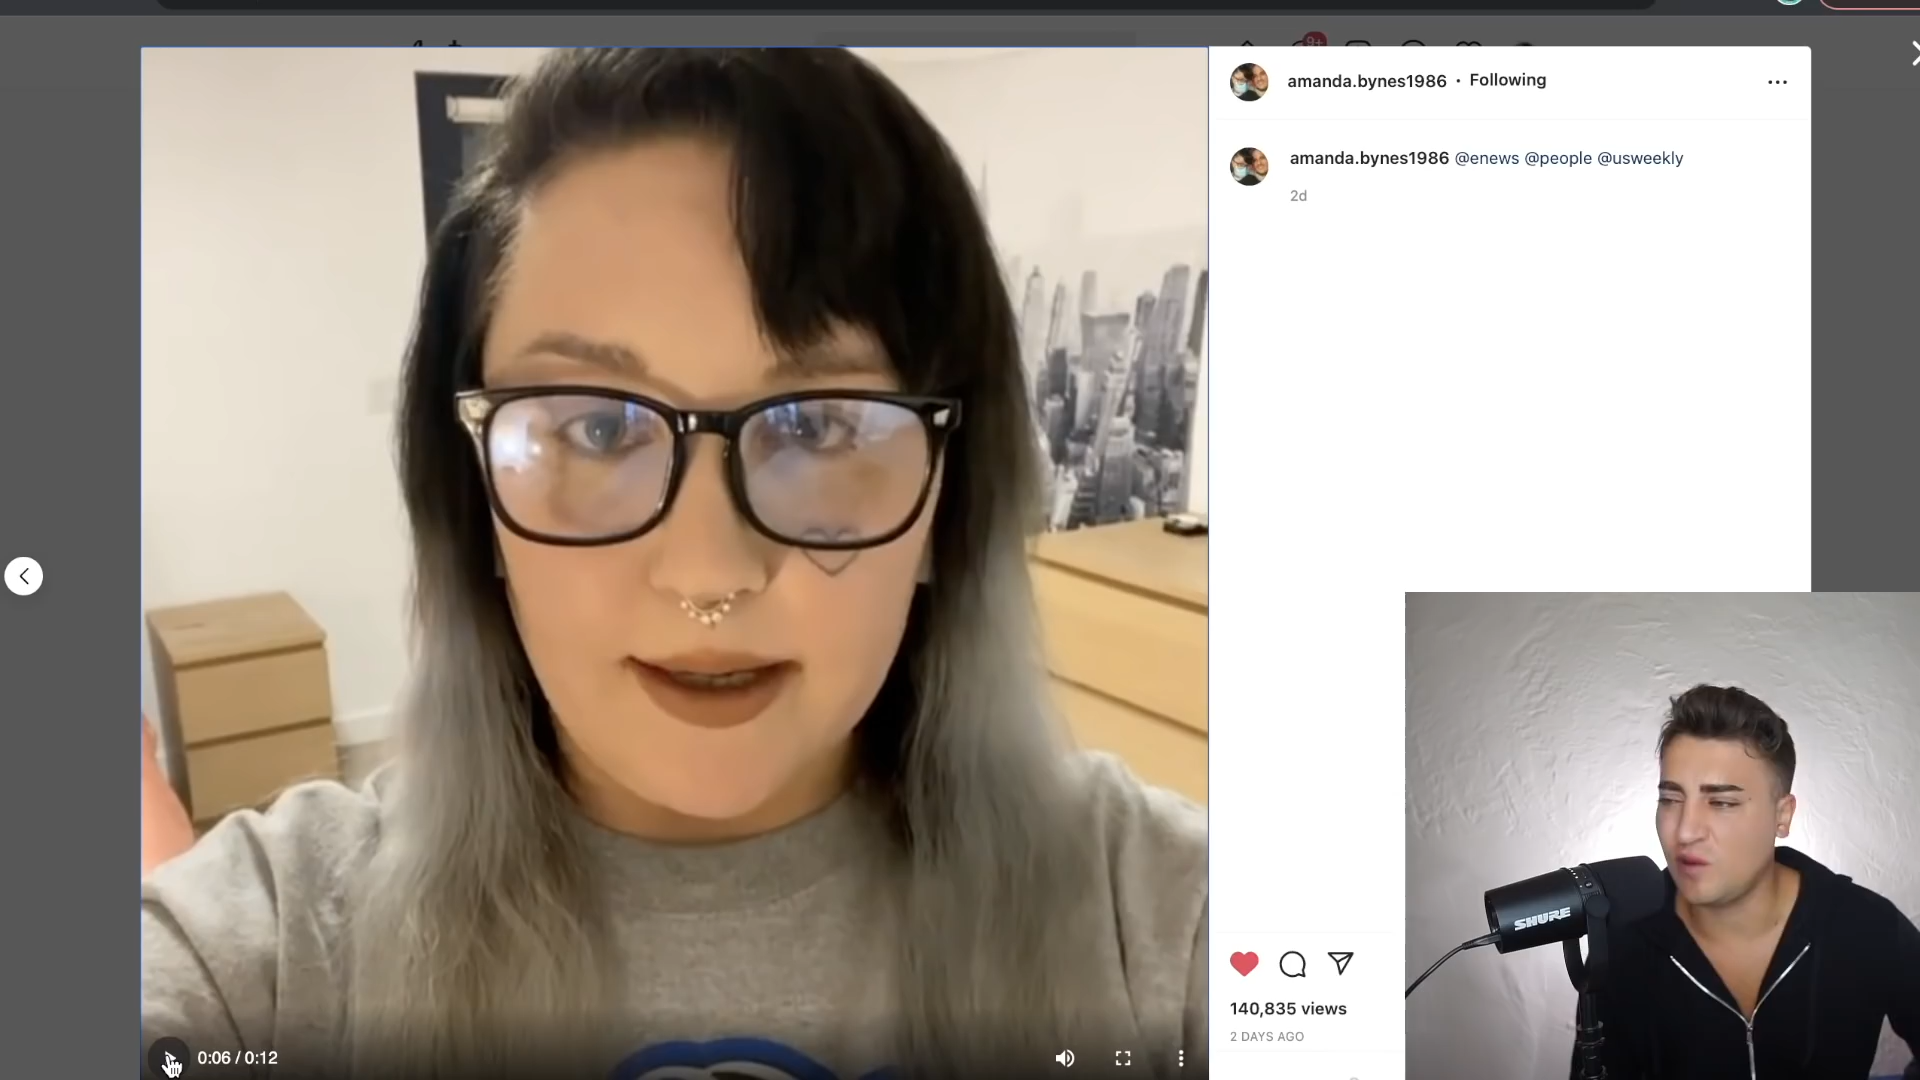 9+
amanda.bynes1986 • Following
amanda.bynes1986 @enews @people @usweekly
2d
SHURE
140,835 views
2 DAYS AGO
0:06 / 0:12